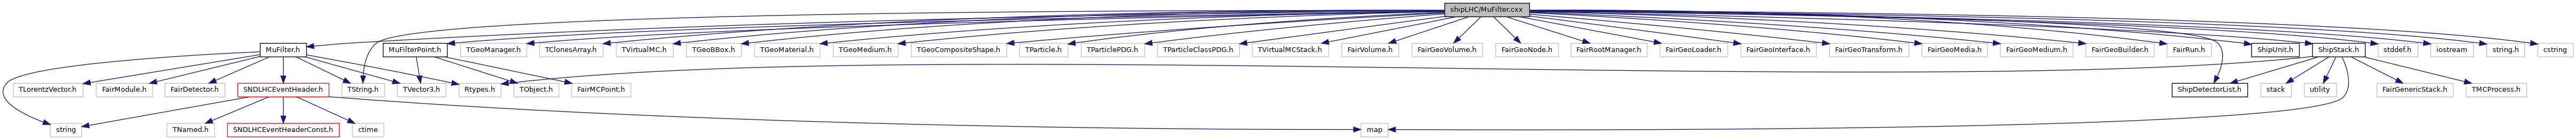 shipLHC/MuFilter.cxx
MuFilter.h
MuFilterPoint.h
TGeoManager.h
TClonesArray.h
TVirtualMC.h
TGeoBBox.h
TGeoMaterial.h
TGeoMedium.h
TGeoCompositeShape.h
TParticle.h
TParticlePDG.h
TParticleClassPDG.h
TVirtualMCStack.h
FairVolume.h
FairGeoVolume.h
FairGeoNode.h
FairRootManager.h
FairGeoLoader.h
FairGeoInterface.h
FairGeoTransform.h
FairGeoMedia.h
FairGeoMedium.h
FairGeoBuilder.h
FairRun.h
ShipUnit.h
ShipStack.h
stddef.h
iostream
string.h
cstring
TLorentzVector.h
FairModule.h
FairDetector.h
SNDLHCEventHeader.h
TString.h
TVector3.h
Rtypes.h
TObject.h
FairMCPoint.h
ShipDetectorList.h
stack
utility
FairGenericStack.h
TMCProcess.h
string
TNamed.h
SNDLHCEventHeaderConst.h
ctime
map